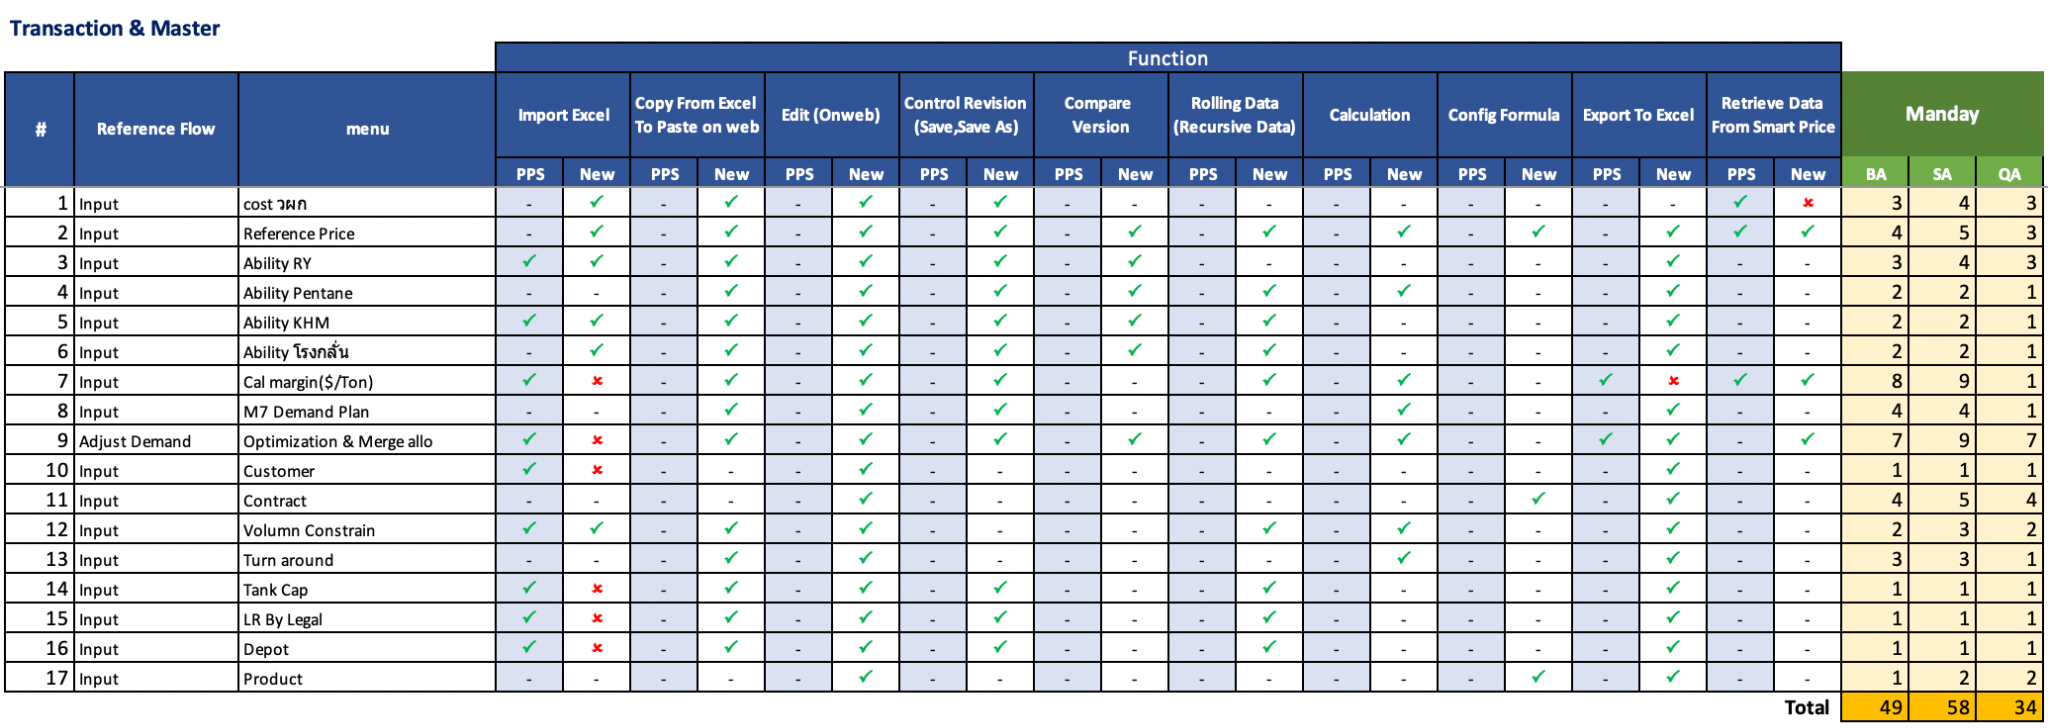 Transaction & Master
Function
# Reference Flow menu Import Excel Copy From Excel To Paste on web Edit (Onweb) Control Revision (Save,Save As) Compare Version Rolling Data (Recursive Data) Calculation Config Formula Export To Excel Retrieve Data From Smart Price Manday
PPS New PPS New PPS New PPS New PPS New PPS New PPS New PPS New PPS New PPS New BA SA QA
1 Input cost วผก - ✓ - ✓ - ✓ - ✓ - - - - - - - - - - ✓ ✗ 3 4 3
2 Input Reference Price - ✓ - ✓ - ✓ - ✓ - ✓ - ✓ - ✓ - ✓ - ✓ ✓ ✓ 4 5 3
3 Input Ability RY ✓ ✓ - ✓ - ✓ - ✓ - ✓ - - - - - - - ✓ - - 3 4 3
4 Input Ability Pentane - - - ✓ - ✓ - ✓ - ✓ - ✓ - ✓ - - - ✓ - - 2 2 1
5 Input Ability KHM ✓ ✓ - ✓ - ✓ - ✓ - ✓ - ✓ - - - - - ✓ - - 2 2 1
6 Input Ability โรงกลั่น - ✓ - ✓ - ✓ - ✓ - ✓ - ✓ - - - - - ✓ - - 2 2 1
7 Input Cal margin($/Ton) ✓ ✗ - ✓ - ✓ - ✓ - - - ✓ - ✓ - - ✓ ✗ ✓ ✓ 8 9 1
8 Input M7 Demand Plan - - - ✓ - ✓ - ✓ - - - - - ✓ - - - ✓ - - 4 4 1
9 Adjust Demand Optimization & Merge allo ✓ ✗ - ✓ - ✓ - ✓ - ✓ - ✓ - ✓ - - ✓ ✓ - ✓ 7 9 7
10 Input Customer ✓ ✗ - - - ✓ - - - - - - - - - - - ✓ - - 1 1 1
11 Input Contract - - - - - ✓ - - - - - - - - - ✓ - ✓ - - 4 5 4
12 Input Volumn Constrain ✓ ✓ - ✓ - ✓ - - - - - ✓ - ✓ - - - ✓ - - 2 3 2
13 Input Turn around - - - ✓ - ✓ - - - - - - - ✓ - - - ✓ - - 3 3 1
14 Input Tank Cap ✓ ✗ - ✓ - ✓ - ✓ - - - ✓ - - - - - ✓ - - 1 1 1
15 Input LR By Legal ✓ ✗ - ✓ - ✓ - ✓ - - - ✓ - - - - - ✓ - - 1 1 1
16 Input Depot ✓ ✗ - ✓ - ✓ - ✓ - - - ✓ - - - - - ✓ - - 1 1 1
17 Input Product - - - - - ✓ - - - - - - - - - ✓ - ✓ - - 1 2 2
Total 49 58 34